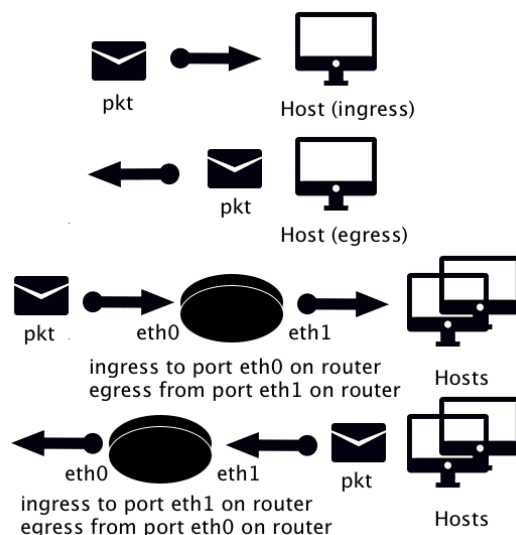 pkt
Host (ingress)
pkt
Host (egress)
pkt
eth0
eth1
ingress to port eth0 on router
egress from port eth1 on router
Hosts
eth0
eth1
pkt
ingress to port eth1 on router
egress from port eth0 on router
Hosts